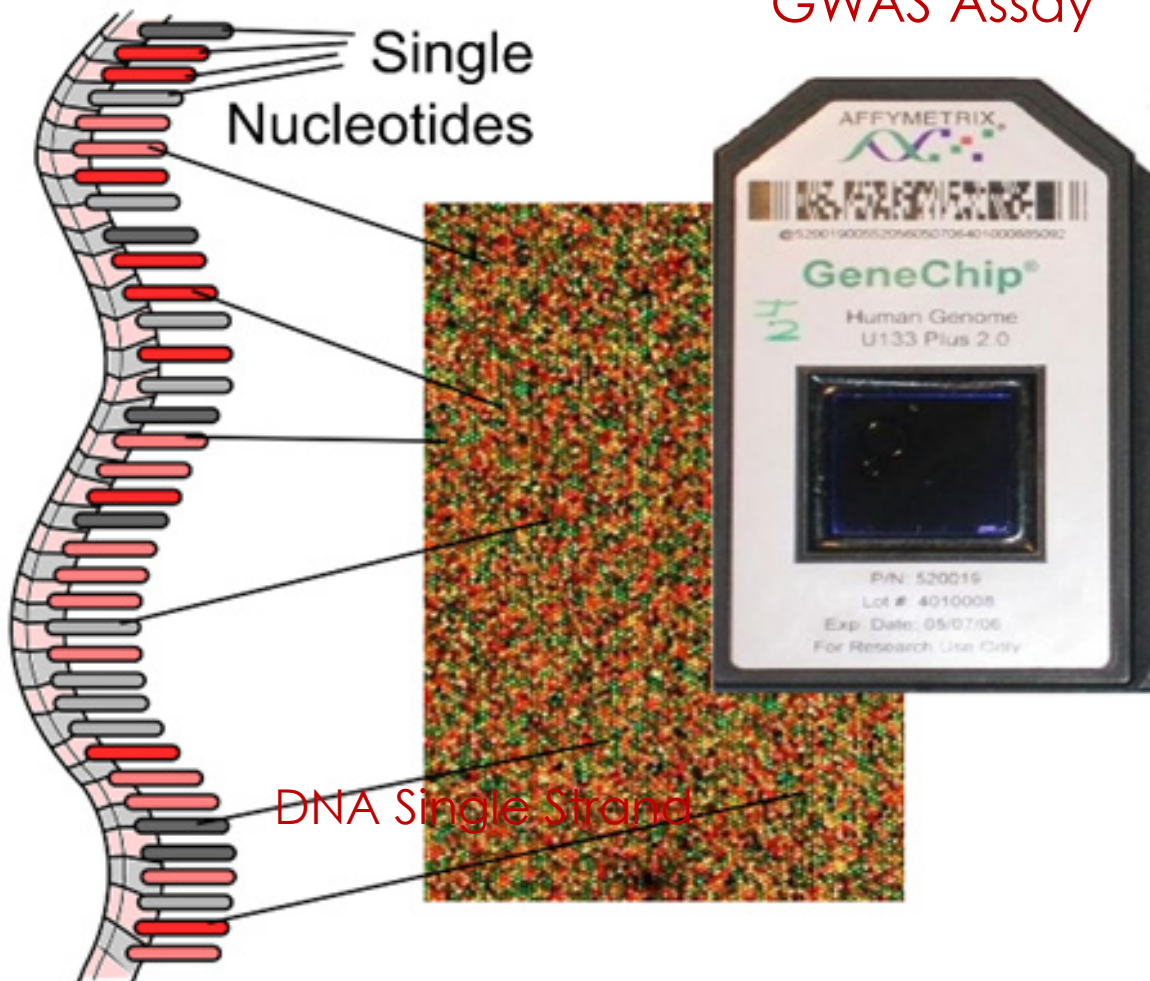 GWAS Assay
Single
Nucleotides
AFFYMETRIX®
GeneChip®
Human Genome
U133 Plus 2.0
+2
P/N: 520019
Lot #: 4010008
Exp. Date: 05/07/06
For Research Use Only
DNA Single Strand